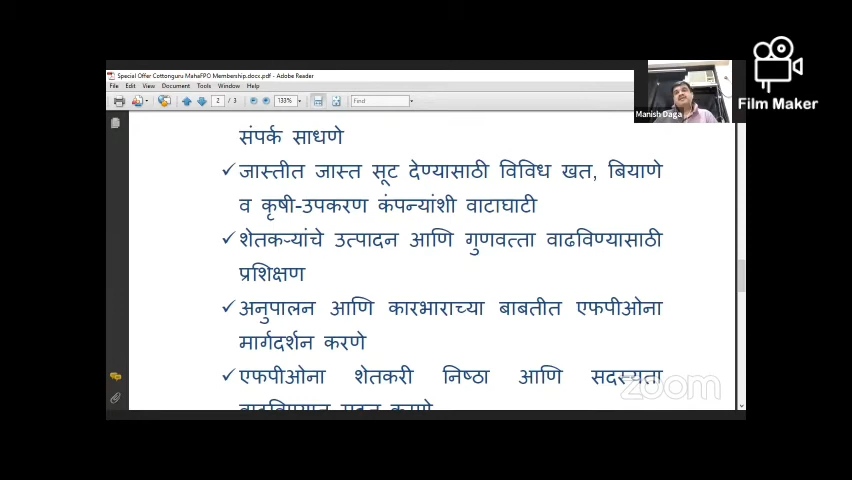 Special Offer Cottonguru MahaFPO Membership.docx.pdf - Adobe Reader
File Edit View Document Tools Window Help
2 / 3 133% Find
Manish Daga
Film Maker
संपर्क साधणे
✓जास्तीत जास्त सूट देण्यासाठी विविध खत, बियाणे
व कृषी-उपकरण कंपन्यांशी वाटाघाटी
✓शेतकऱ्यांचे उत्पादन आणि गुणवत्ता वाढविण्यासाठी
प्रशिक्षण
✓अनुपालन आणि कारभाराच्या बाबतीत एफपीओना
मार्गदर्शन करणे
✓एफपीओना शेतकरी निष्ठा आणि सदस्यता
zoom